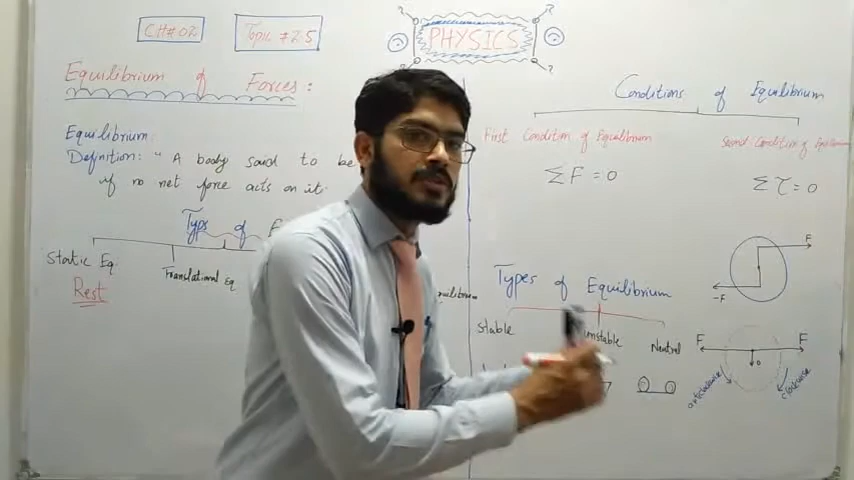 CH#02
Topic #2.5
PHYSICS
Equilibrium of Forces:
Equilibrium:
Definition: " A body said to be
if no net force acts on it.
Typs of
Static Eq
Rest
Translational Eq
Conditions of Equilibrium
First Condition of Equilibrium
ΣF = 0
Second Condition of Equilibrium
Στ = 0
F
-F
Types of Equilibrium
Stable
unstable
Neutral
F
F
O
anticlockwise
clockwise